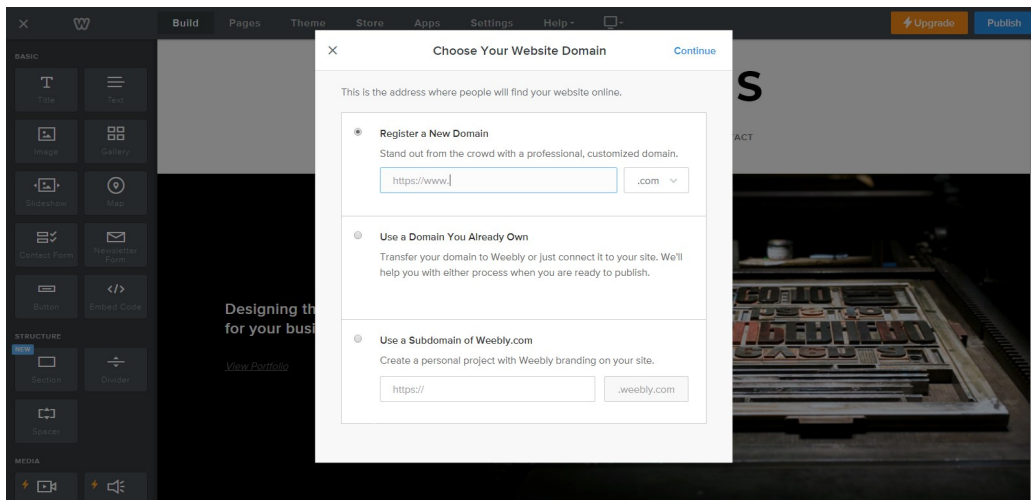 Build Pages Theme Store Apps Settings Help Upgrade Publish
BASIC
Title Text
Image Gallery
Slideshow Map
Contact Form Newsletter Form
Button Embed Code
STRUCTURE
NEW
Section Divider
Spacer
MEDIA
Choose Your Website Domain Continue
This is the address where people will find your website online.
Register a New Domain
Stand out from the crowd with a professional, customized domain.
https://www. .com
Use a Domain You Already Own
Transfer your domain to Weebly or just connect it to your site. We'll
help you with either process when you are ready to publish.
Use a Subdomain of Weebly.com
Create a personal project with Weebly branding on your site.
https:// .weebly.com
S
ACT
Designing th
for your busi
View Portfolio